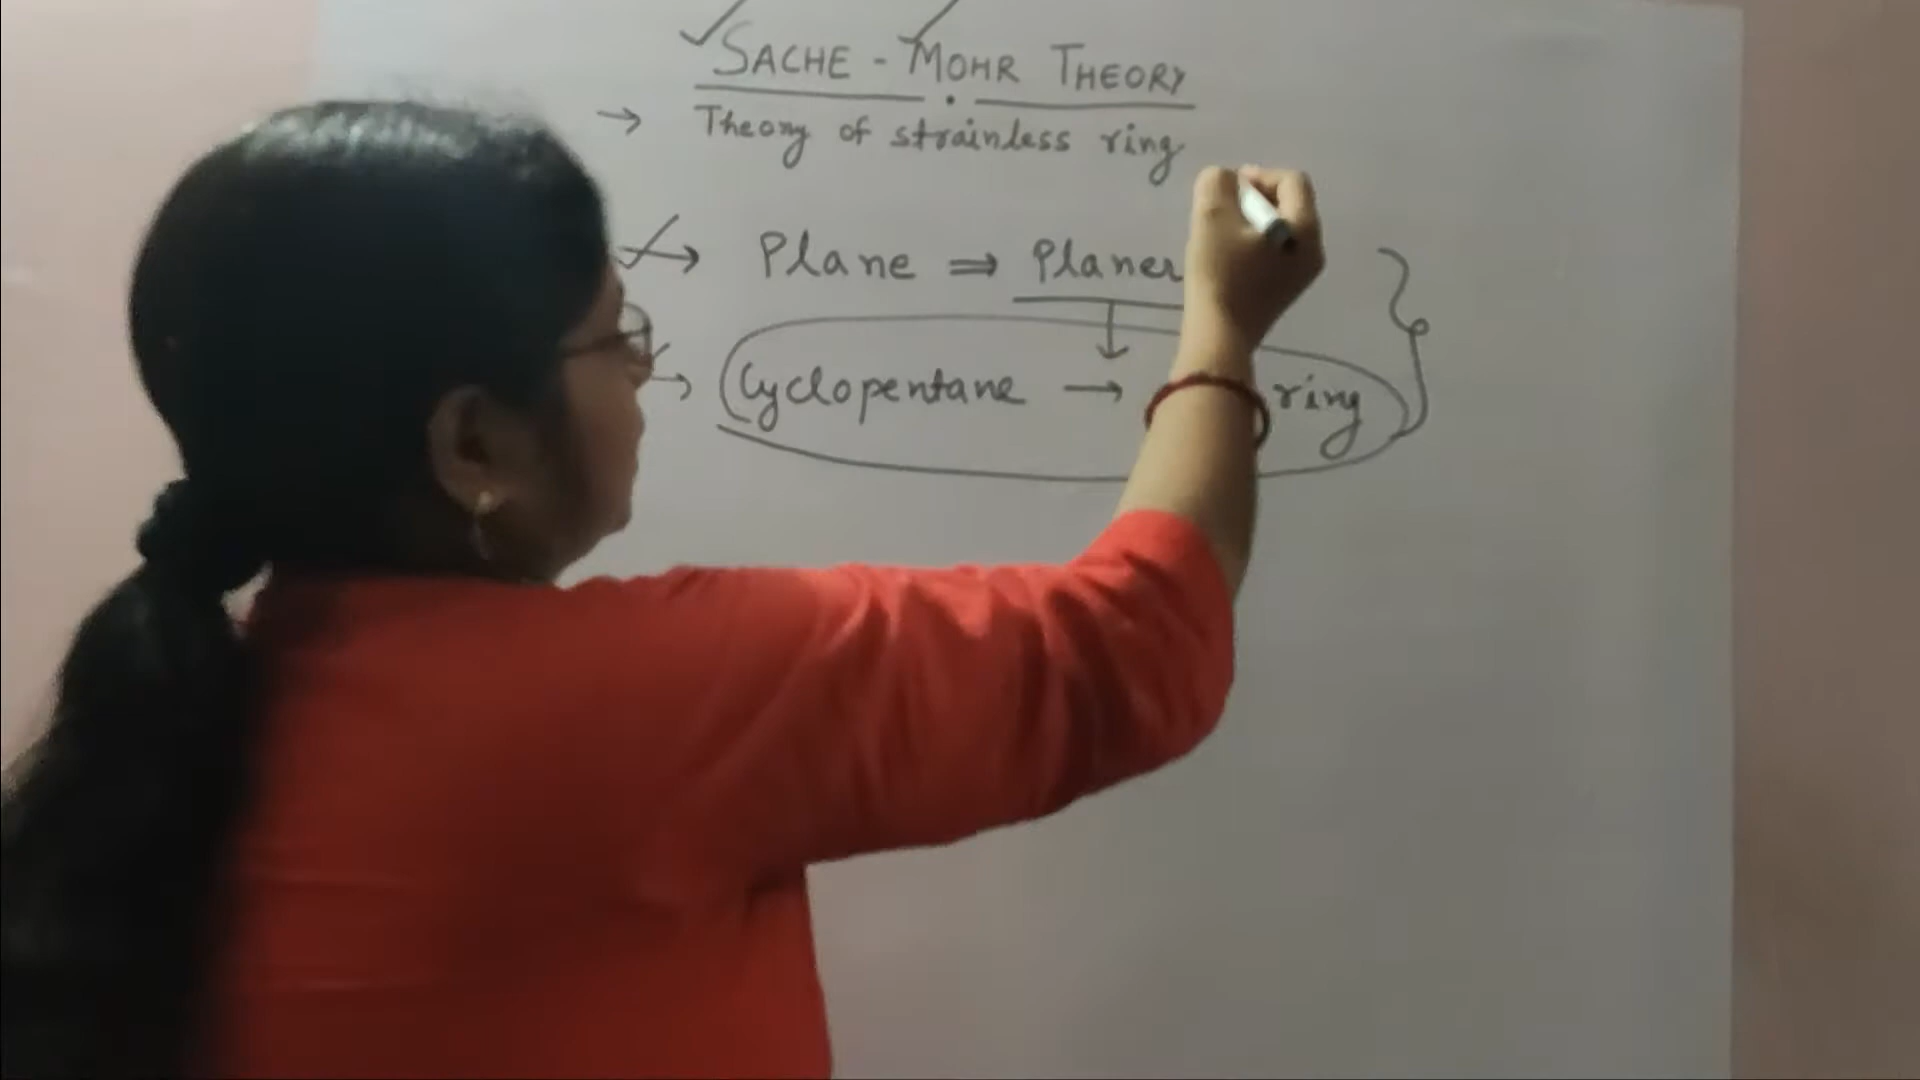 SACHE - MOHR THEORY
→ Theory of strainless ring
→ Plane ⇒ Planer
→ Cyclopentane → ring